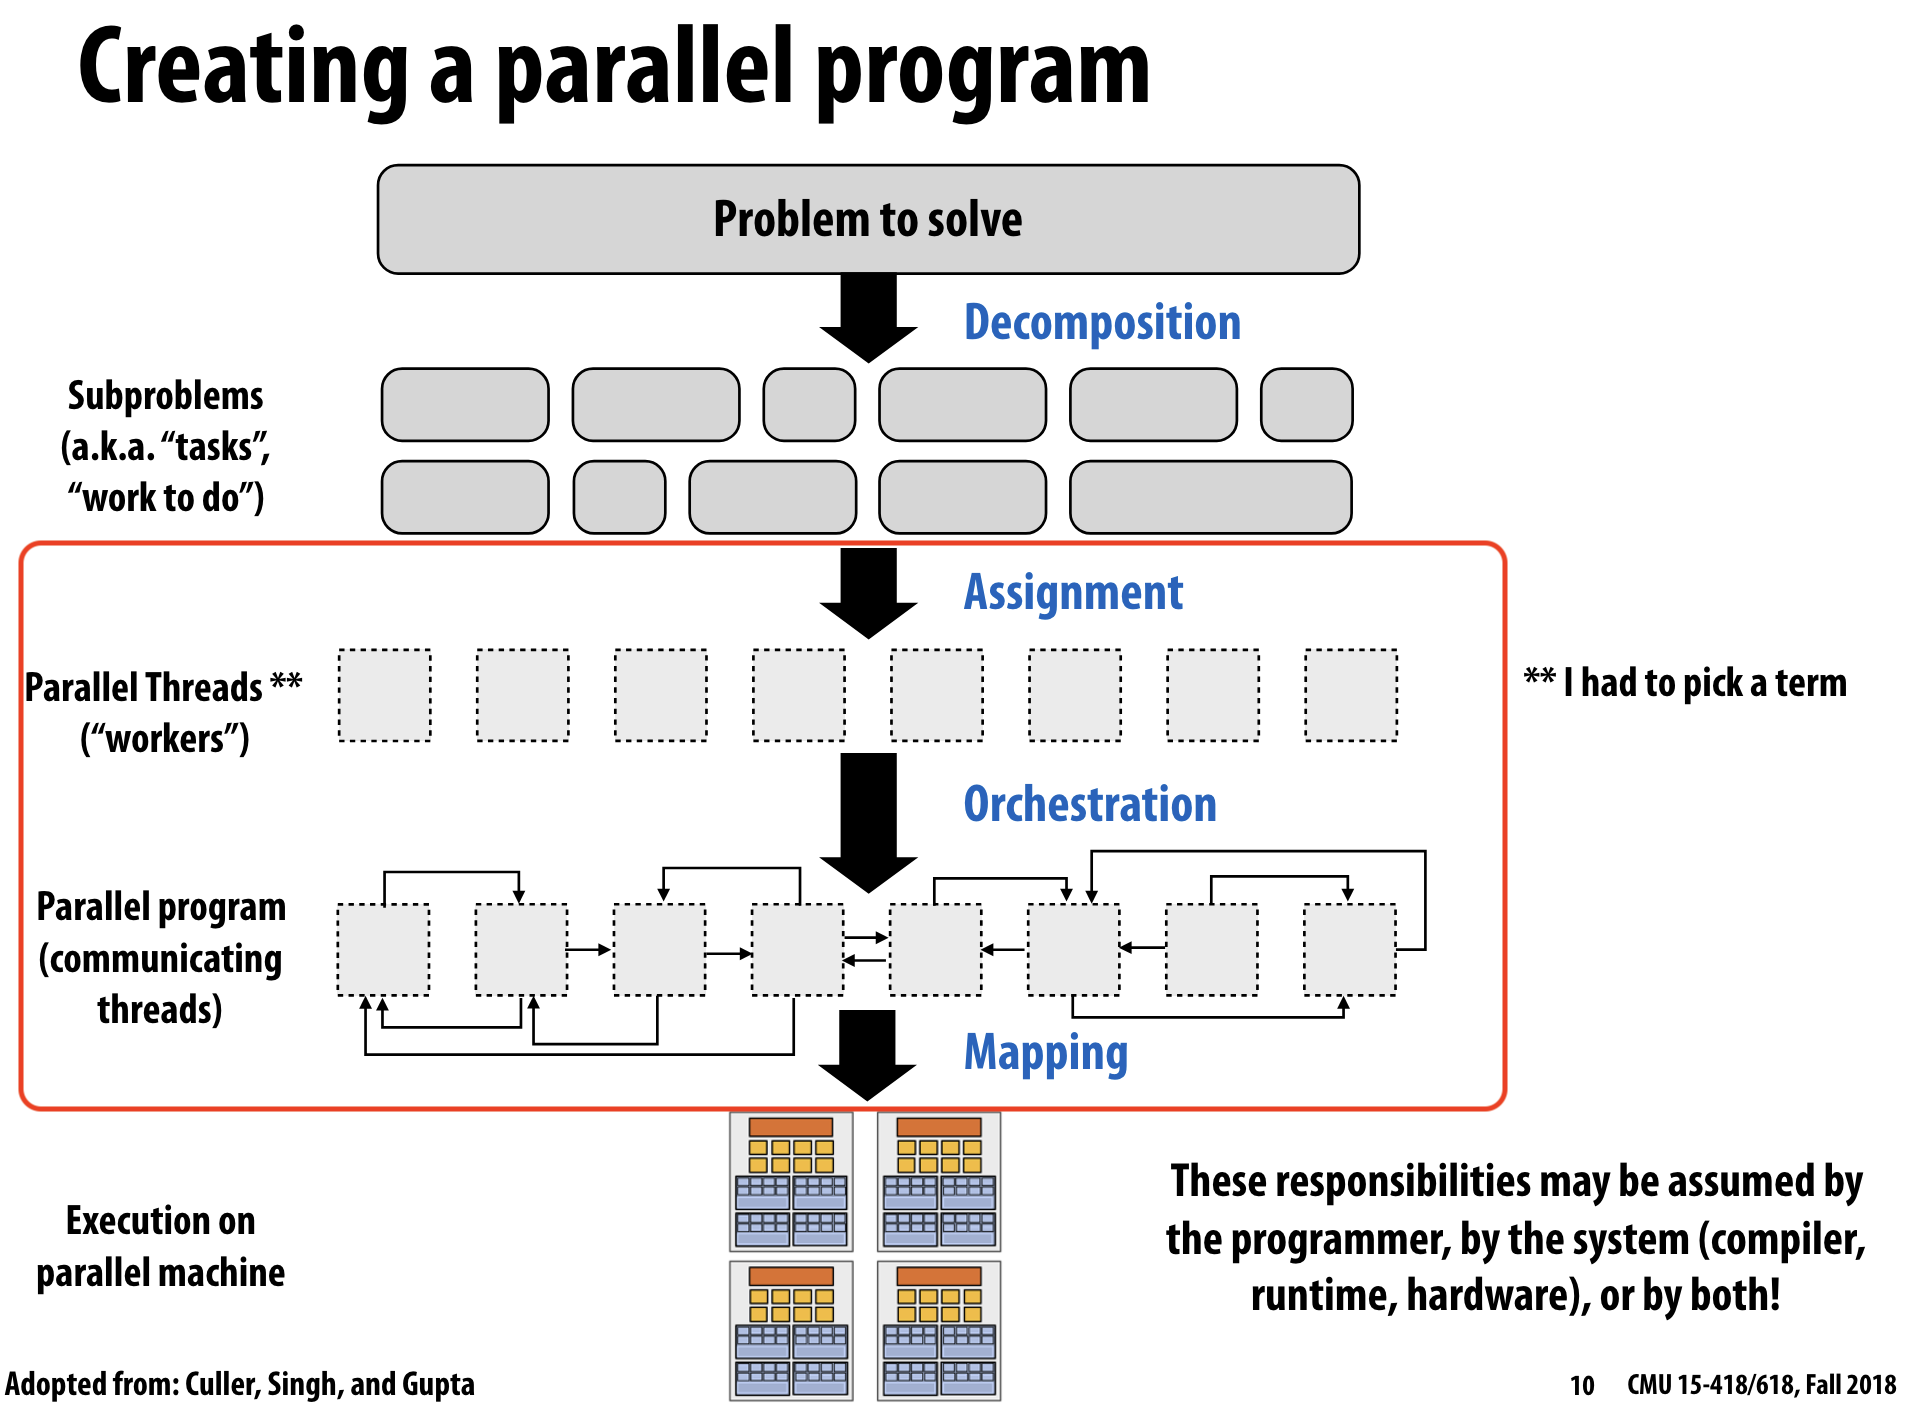 Creating a parallel program
Problem to solve
Decomposition
Subproblems
(a.k.a. “tasks”,
“work to do”)
Assignment
Parallel Threads **
(“workers”)
** I had to pick a term
Orchestration
Parallel program
(communicating
threads)
Mapping
Execution on
parallel machine
These responsibilities may be assumed by
the programmer, by the system (compiler,
runtime, hardware), or by both!
Adopted from: Culler, Singh, and Gupta
10 CMU 15-418/618, Fall 2018